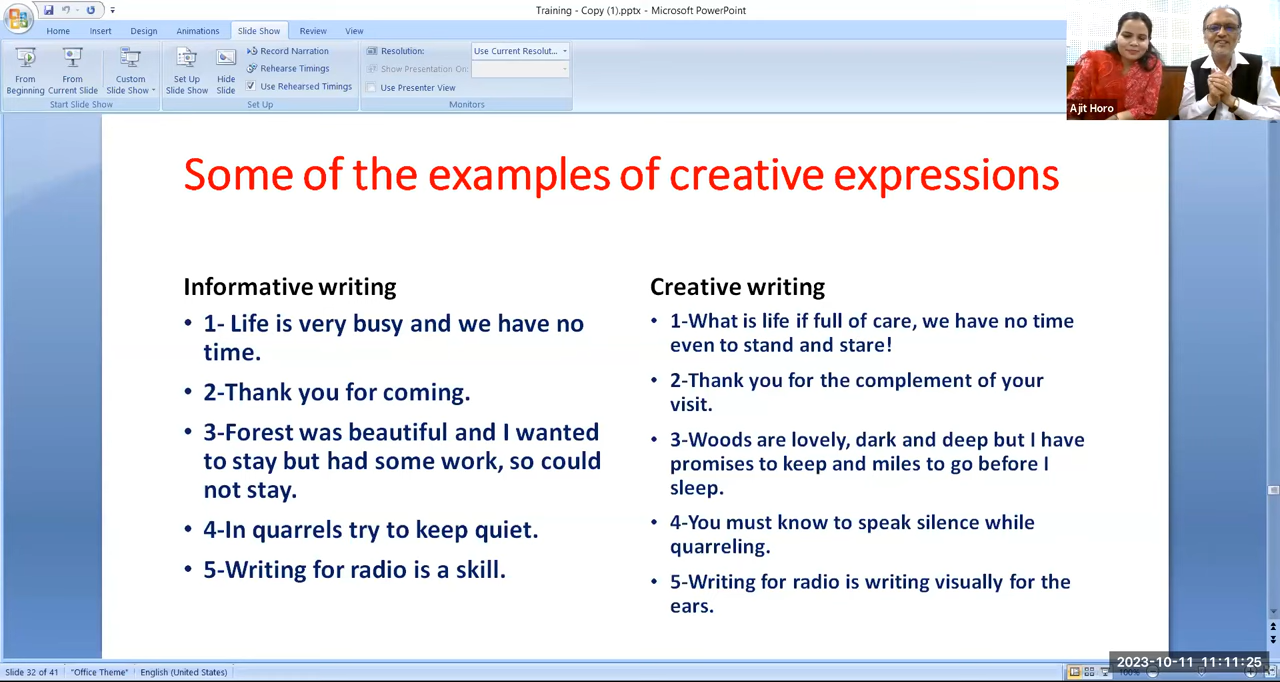 Training - Copy (1).pptx - Microsoft PowerPoint
Home Insert Design Animations Slide Show Review View
From Beginning
From Current Slide
Custom Slide Show
Set Up Slide Show
Hide Slide
Record Narration
Rehearse Timings
Use Rehearsed Timings
Resolution: Use Current Resolut...
Show Presentation On:
Use Presenter View
Start Slide Show
Set Up
Monitors
Ajit Horo
Some of the examples of creative expressions
Informative writing
• 1- Life is very busy and we have no
time.
• 2-Thank you for coming.
• 3-Forest was beautiful and I wanted
to stay but had some work, so could
not stay.
• 4-In quarrels try to keep quiet.
• 5-Writing for radio is a skill.
Creative writing
• 1-What is life if full of care, we have no time
even to stand and stare!
• 2-Thank you for the complement of your
visit.
• 3-Woods are lovely, dark and deep but I have
promises to keep and miles to go before I
sleep.
• 4-You must know to speak silence while
quarreling.
• 5-Writing for radio is writing visually for the
ears.
Slide 32 of 41 "Office Theme" English (United States)
2023-10-11 11:11:25
100%